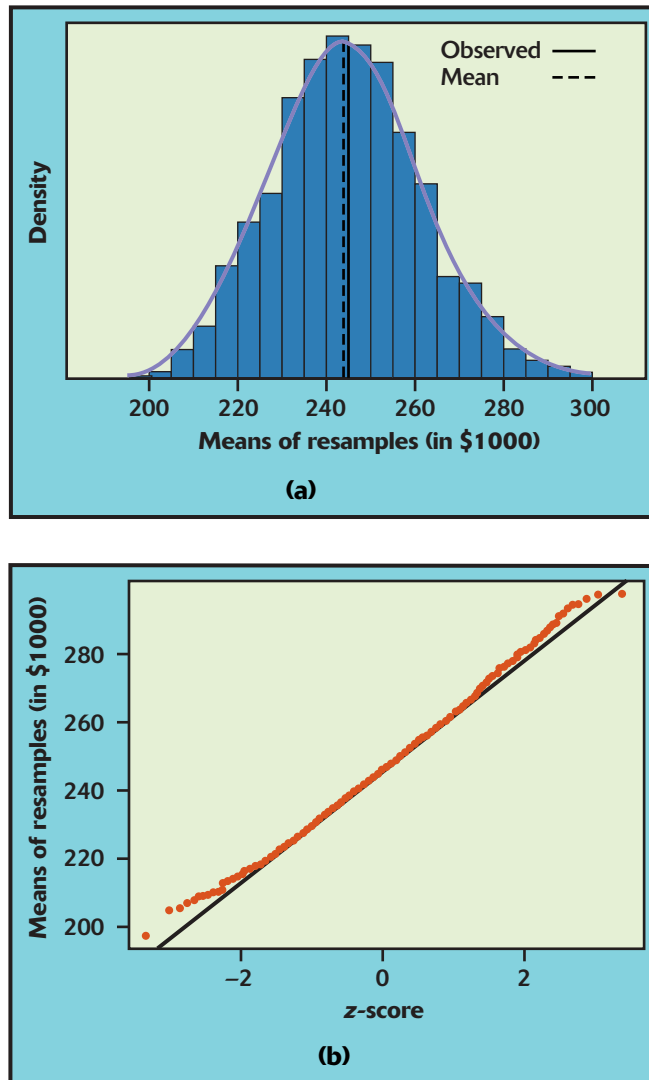 Observed
Mean
Density
200 220 240 260 280 300
Means of resamples (in $1000)
(a)
Means of resamples (in $1000)
280
260
240
220
200
−2 0 2
z-score
(b)